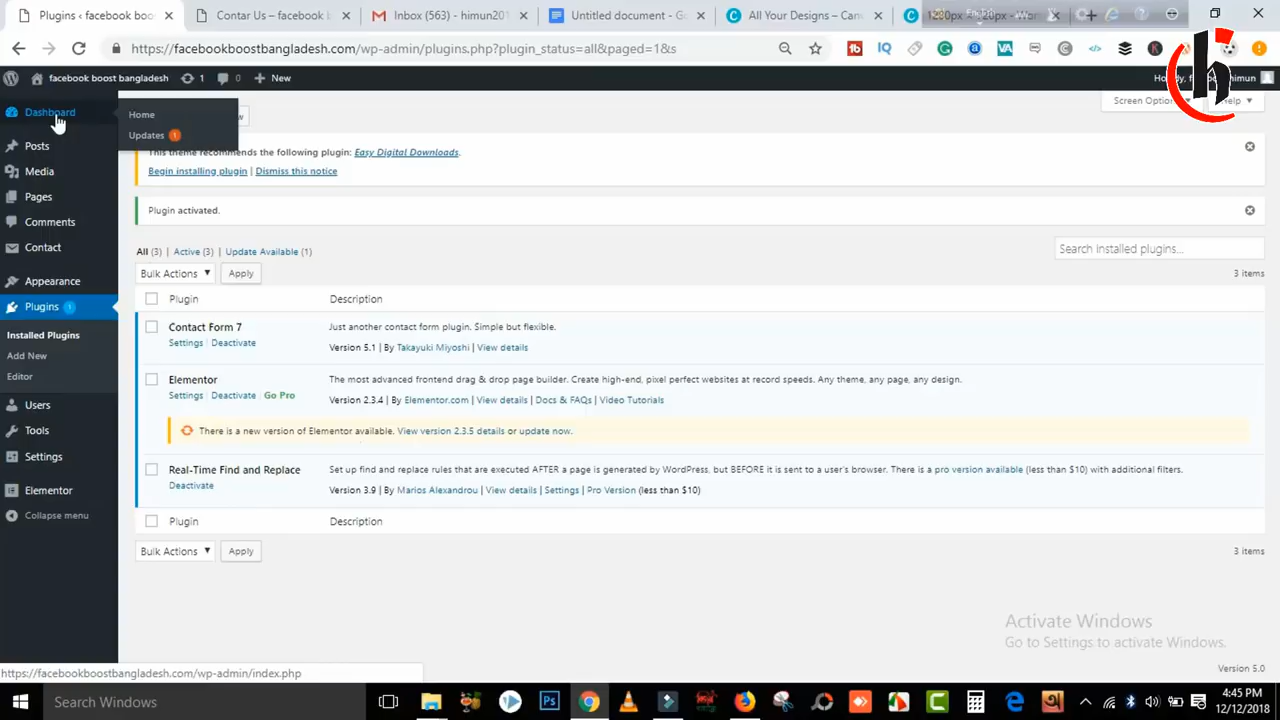 Plugins ‹ facebook boost bangla
Contar Us – facebook b
Inbox (563) - himun201
Untitled document - Go
All Your Designs – Can
1280px × 720px -
English
https://facebookboostbangladesh.com/wp-admin/plugins.php?plugin_status=all&paged=1&s
facebook boost bangladesh
1
0
New
Dashboard
Home
Updates 1
Posts
Media
Pages
Comments
Contact
Appearance
Plugins 1
Installed Plugins
Add New
Editor
Users
Tools
Settings
Elementor
Collapse menu
Help
This theme recommends the following plugin: Easy Digital Downloads.
Begin installing plugin | Dismiss this notice
Plugin activated.
All (3) | Active (3) | Update Available (1)
Search installed plugins...
Bulk Actions
Apply
3 items
Plugin
Description
Contact Form 7
Just another contact form plugin. Simple but flexible.
Settings | Deactivate
Version 5.1 | By Takayuki Miyoshi | View details
Elementor
The most advanced frontend drag & drop page builder. Create high-end, pixel perfect websites at record speeds. Any theme, any page, any design.
Settings | Deactivate | Go Pro
Version 2.3.4 | By Elementor.com | View details | Docs & FAQs | Video Tutorials
There is a new version of Elementor available. View version 2.3.5 details or update now.
Real-Time Find and Replace
Set up find and replace rules that are executed AFTER a page is generated by WordPress, but BEFORE it is sent to a user's browser. There is a pro version available (less than $10) with additional filters.
Deactivate
Version 3.9 | By Marios Alexandrou | View details | Settings | Pro Version (less than $10)
Plugin
Description
Bulk Actions
Apply
3 items
Activate Windows
Go to Settings to activate Windows.
Version 5.0
https://facebookboostbangladesh.com/wp-admin/index.php
Search Windows
4:45 PM
12/12/2018